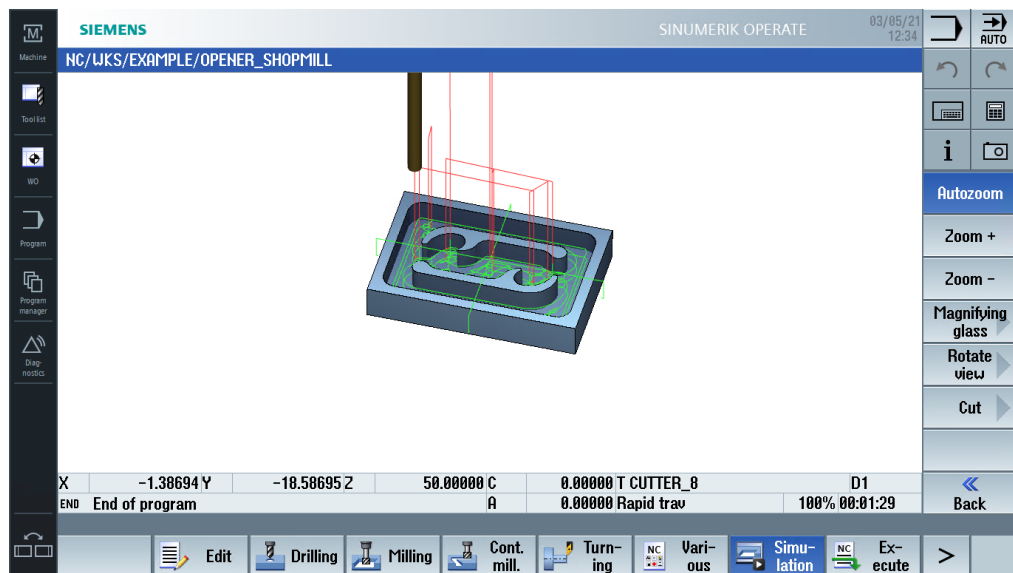 M
Machine
SIEMENS
SINUMERIK OPERATE
03/05/21
12:34
AUTO
NC/WKS/EXAMPLE/OPENER_SHOPMILL
Tool list
WO
Program
Program
manager
Diag-
nostics
i
Autozoom
Zoom +
Zoom -
Magnifying
glass
Rotate
view
Cut
Back
X -1.38694 Y -18.58695 Z 50.00000 C 0.00000 T CUTTER_8 D1
END End of program A 0.00000 Rapid trav 100% 00:01:29
Edit
Drilling
Milling
Cont.
mill.
Turn-
ing
NC
Vari-
ous
Simu-
lation
NC
Ex-
ecute
>